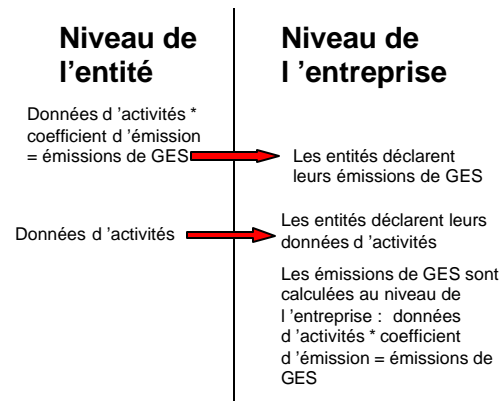 Niveau de
l'entité
Données d 'activités *
coefficient d 'émission
= émissions de GES
Données d 'activités
Niveau de
l 'entreprise
Les entités déclarent
leurs émissions de GES
Les entités déclarent leurs
données d 'activités
Les émissions de GES sont
calculées au niveau de
l 'entreprise : données
d 'activités * coefficient
d 'émission = émissions de
GES